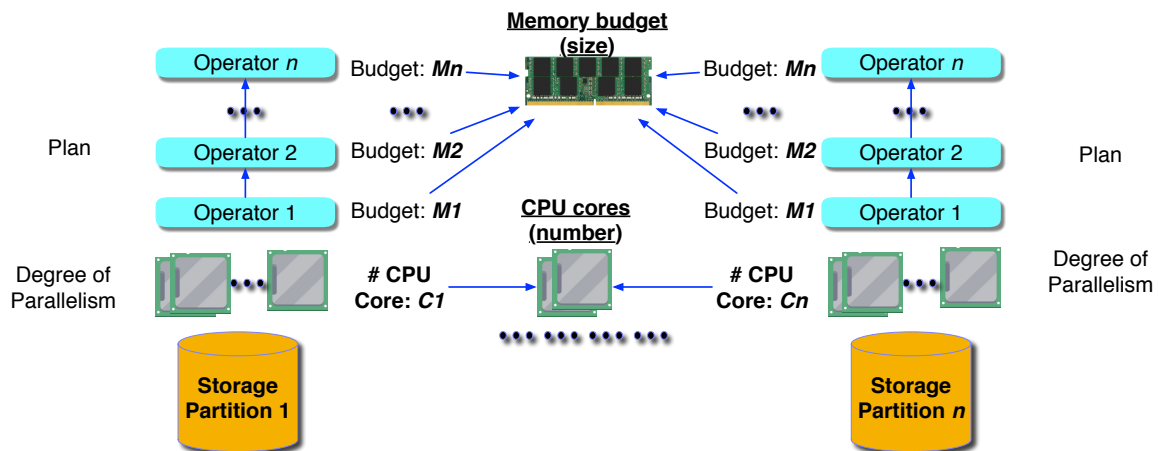 Memory budget
(size)
Operator n
Budget: Mn
Budget: Mn
Operator n
Plan
Operator 2
Budget: M2
Budget: M2
Operator 2
Plan
Operator 1
Budget: M1
CPU cores
(number)
Budget: M1
Operator 1
Degree of
Parallelism
# CPU
Core: C1
# CPU
Core: Cn
Degree of
Parallelism
Storage
Partition 1
Storage
Partition n